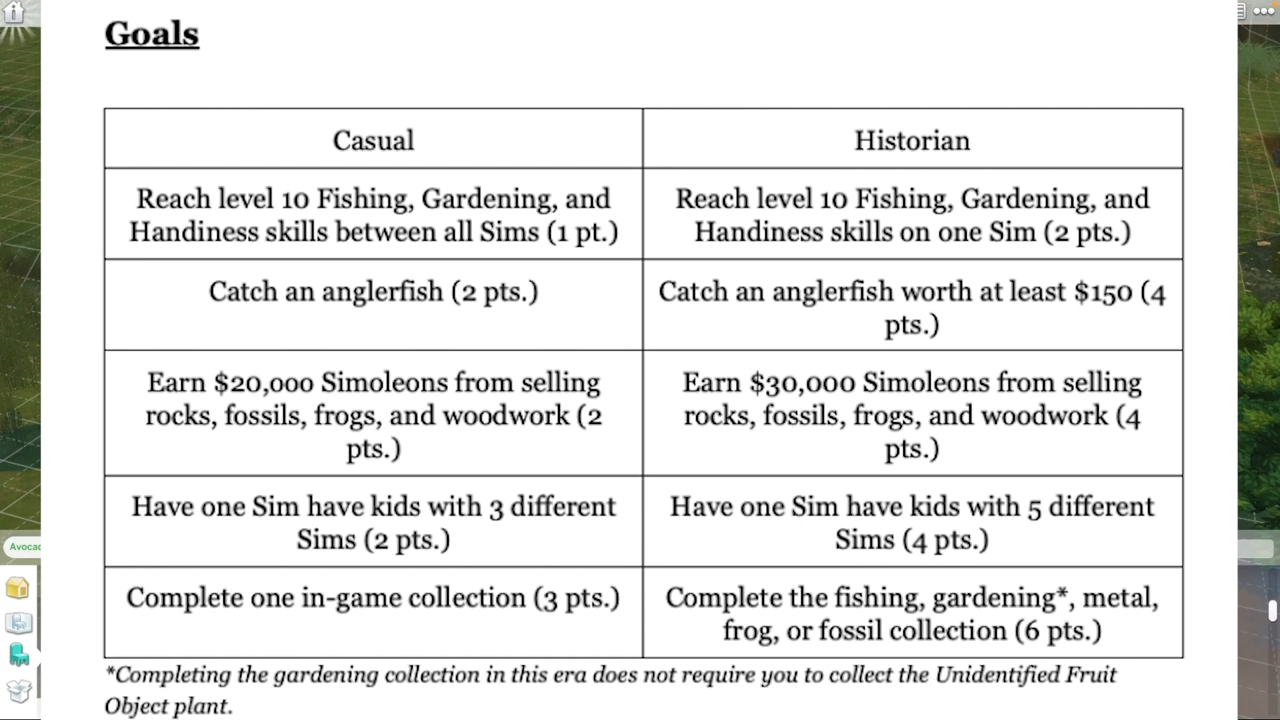 Goals
Casual
Historian
Reach level 10 Fishing, Gardening, and
Handiness skills between all Sims (1 pt.)
Reach level 10 Fishing, Gardening, and
Handiness skills on one Sim (2 pts.)
Catch an anglerfish (2 pts.)
Catch an anglerfish worth at least $150 (4
pts.)
Earn $20,000 Simoleons from selling
rocks, fossils, frogs, and woodwork (2
pts.)
Earn $30,000 Simoleons from selling
rocks, fossils, frogs, and woodwork (4
pts.)
Have one Sim have kids with 3 different
Sims (2 pts.)
Have one Sim have kids with 5 different
Sims (4 pts.)
Complete one in-game collection (3 pts.)
Complete the fishing, gardening*, metal,
frog, or fossil collection (6 pts.)
*Completing the gardening collection in this era does not require you to collect the Unidentified Fruit
Object plant.
Avocad